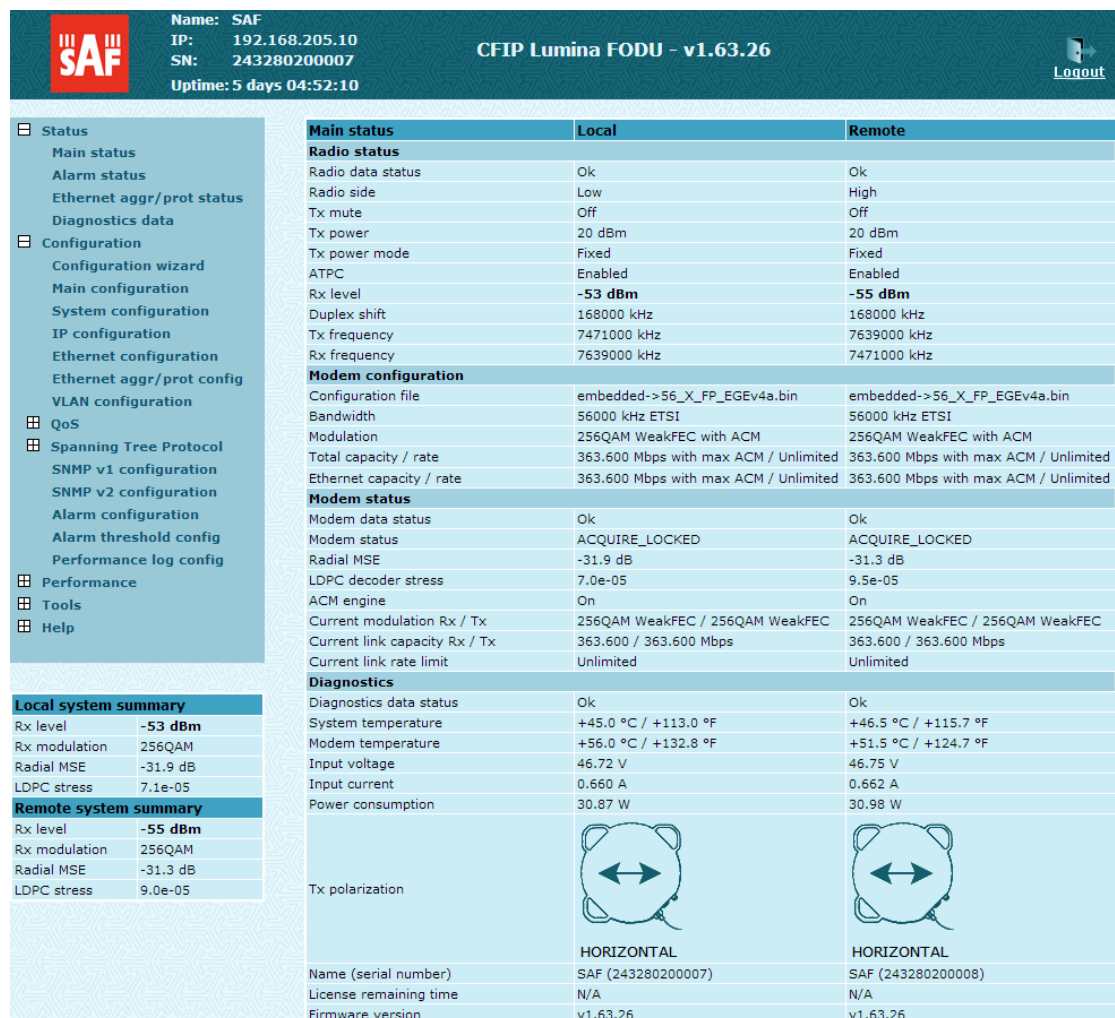 SAF
Name: SAF
IP: 192.168.205.10
SN: 243280200007
Uptime: 5 days 04:52:10
CFIP Lumina FODU - v1.63.26
Logout
Status
Main status
Alarm status
Ethernet aggr/prot status
Diagnostics data
Configuration
Configuration wizard
Main configuration
System configuration
IP configuration
Ethernet configuration
Ethernet aggr/prot config
VLAN configuration
QoS
Spanning Tree Protocol
SNMP v1 configuration
SNMP v2 configuration
Alarm configuration
Alarm threshold config
Performance log config
Performance
Tools
Help
Local system summary
Rx level -53 dBm
Rx modulation 256QAM
Radial MSE -31.9 dB
LDPC stress 7.1e-05
Remote system summary
Rx level -55 dBm
Rx modulation 256QAM
Radial MSE -31.3 dB
LDPC stress 9.0e-05
Main status Local Remote
Radio status
Radio data status Ok Ok
Radio side Low High
Tx mute Off Off
Tx power 20 dBm 20 dBm
Tx power mode Fixed Fixed
ATPC Enabled Enabled
Rx level -53 dBm -55 dBm
Duplex shift 168000 kHz 168000 kHz
Tx frequency 7471000 kHz 7639000 kHz
Rx frequency 7639000 kHz 7471000 kHz
Modem configuration
Configuration file embedded->56_X_FP_EGEv4a.bin embedded->56_X_FP_EGEv4a.bin
Bandwidth 56000 kHz ETSI 56000 kHz ETSI
Modulation 256QAM WeakFEC with ACM 256QAM WeakFEC with ACM
Total capacity / rate 363.600 Mbps with max ACM / Unlimited 363.600 Mbps with max ACM / Unlimited
Ethernet capacity / rate 363.600 Mbps with max ACM / Unlimited 363.600 Mbps with max ACM / Unlimited
Modem status
Modem data status Ok Ok
Modem status ACQUIRE_LOCKED ACQUIRE_LOCKED
Radial MSE -31.9 dB -31.3 dB
LDPC decoder stress 7.0e-05 9.5e-05
ACM engine On On
Current modulation Rx / Tx 256QAM WeakFEC / 256QAM WeakFEC 256QAM WeakFEC / 256QAM WeakFEC
Current link capacity Rx / Tx 363.600 / 363.600 Mbps 363.600 / 363.600 Mbps
Current link rate limit Unlimited Unlimited
Diagnostics
Diagnostics data status Ok Ok
System temperature +45.0 °C / +113.0 °F +46.5 °C / +115.7 °F
Modem temperature +56.0 °C / +132.8 °F +51.5 °C / +124.7 °F
Input voltage 46.72 V 46.75 V
Input current 0.660 A 0.662 A
Power consumption 30.87 W 30.98 W
Tx polarization
HORIZONTAL HORIZONTAL
Name (serial number) SAF (243280200007) SAF (243280200008)
License remaining time N/A N/A
Firmware version v1.63.26 v1.63.26